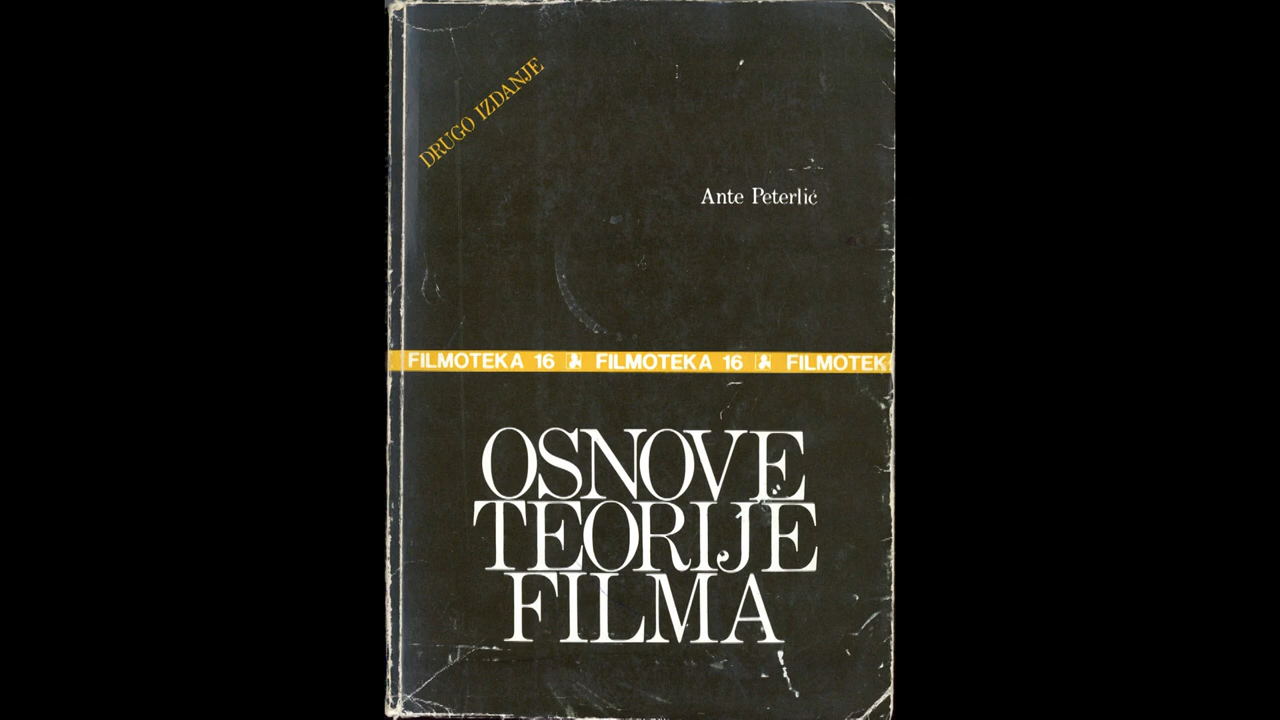 DRUGO IZDANJE
Ante Peterlić
FILMOTEKA 16 FILMOTEKA 16 FILMOTEK
OSNOVE
TEORIJE
FILMA